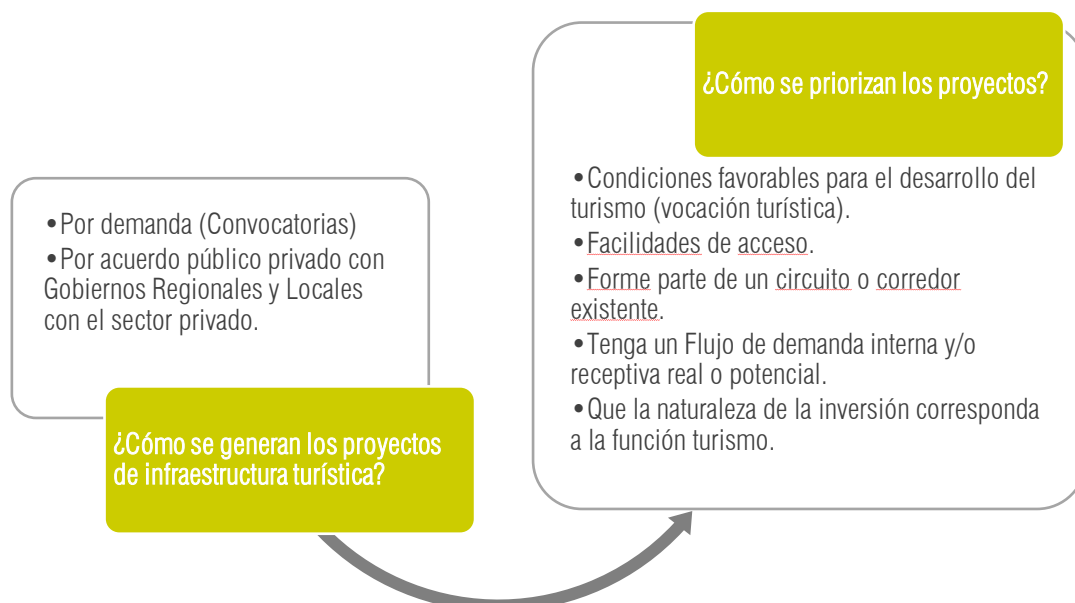 • Por demanda (Convocatorias)
• Por acuerdo público privado con
Gobiernos Regionales y Locales
con el sector privado.
¿Cómo se generan los proyectos
de infraestructura turística?
¿Cómo se priorizan los proyectos?
• Condiciones favorables para el desarrollo del
turismo (vocación turística).
• Facilidades de acceso.
• Forme parte de un circuito o corredor
existente.
• Tenga un Flujo de demanda interna y/o
receptiva real o potencial.
• Que la naturaleza de la inversión corresponda
a la función turismo.